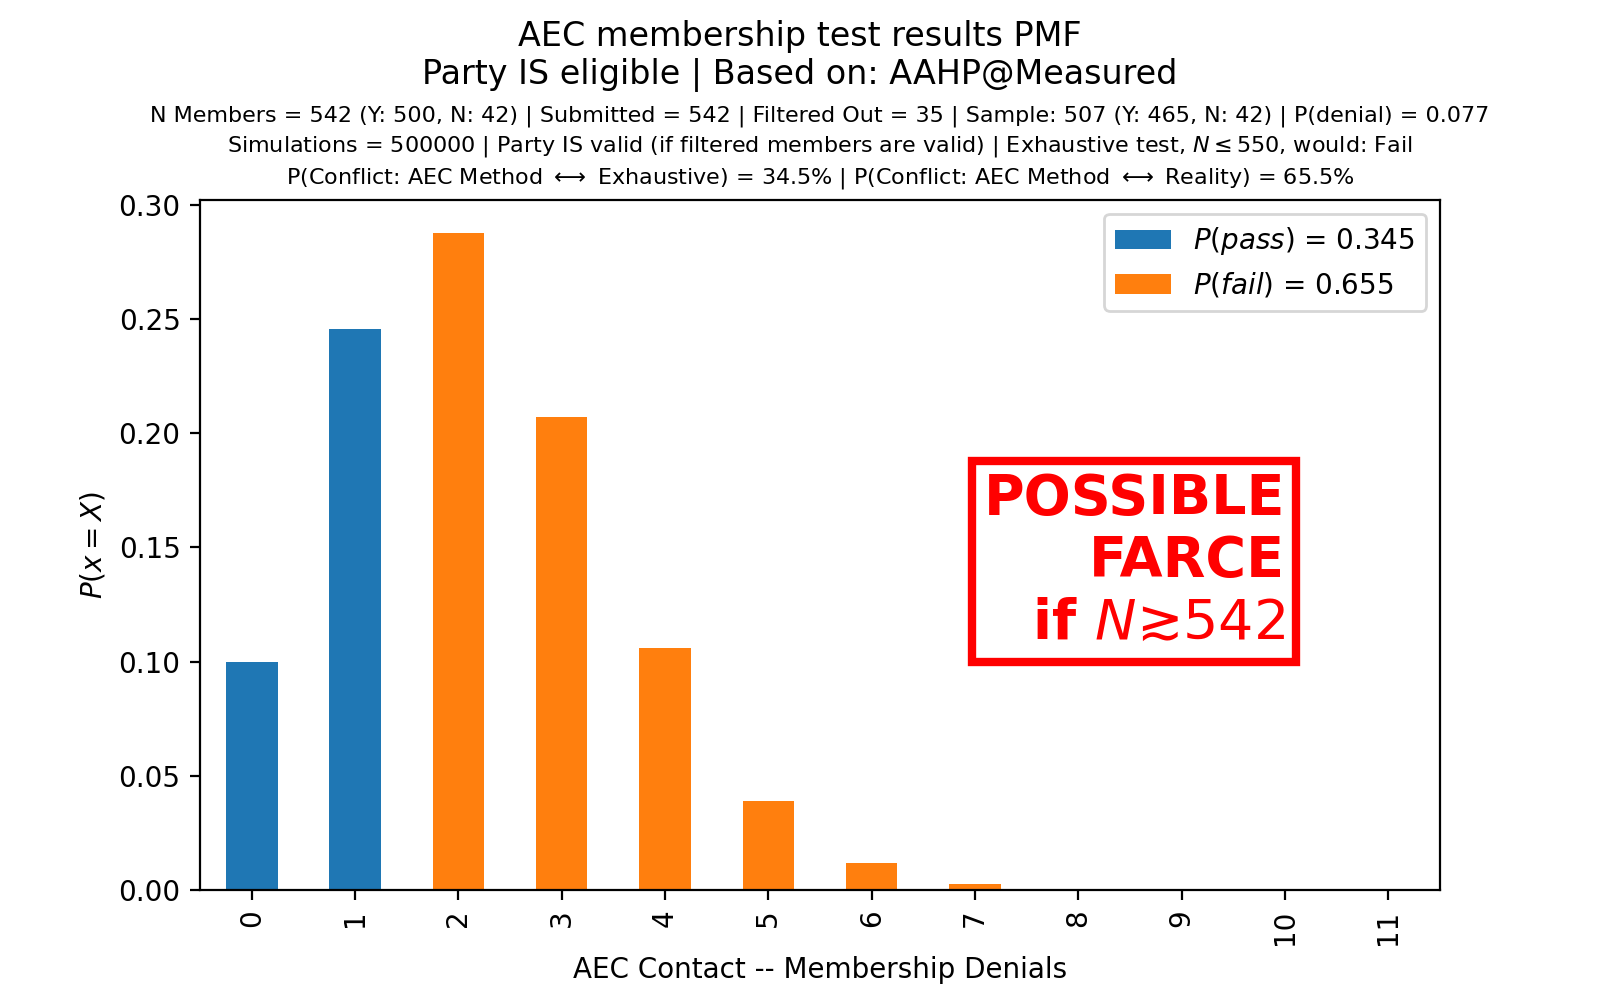 AEC membership test results PMF
Party IS eligible | Based on: AAHP@Measured
N Members = 542 (Y: 500, N: 42) | Submitted = 542 | Filtered Out = 35 | Sample: 507 (Y: 465, N: 42) | P(denial) = 0.077
Simulations = 500000 | Party IS valid (if filtered members are valid) | Exhaustive test, N ≤ 550, would: Fail
P(Conflict: AEC Method ⟷ Exhaustive) = 34.5% | P(Conflict: AEC Method ⟷ Reality) = 65.5%
P(pass) = 0.345
P(fail) = 0.655
POSSIBLE
FARCE
if N≳542
P(x = X)
0.30
0.25
0.20
0.15
0.10
0.05
0.00
0
1
2
3
4
5
6
7
8
9
10
11
AEC Contact -- Membership Denials